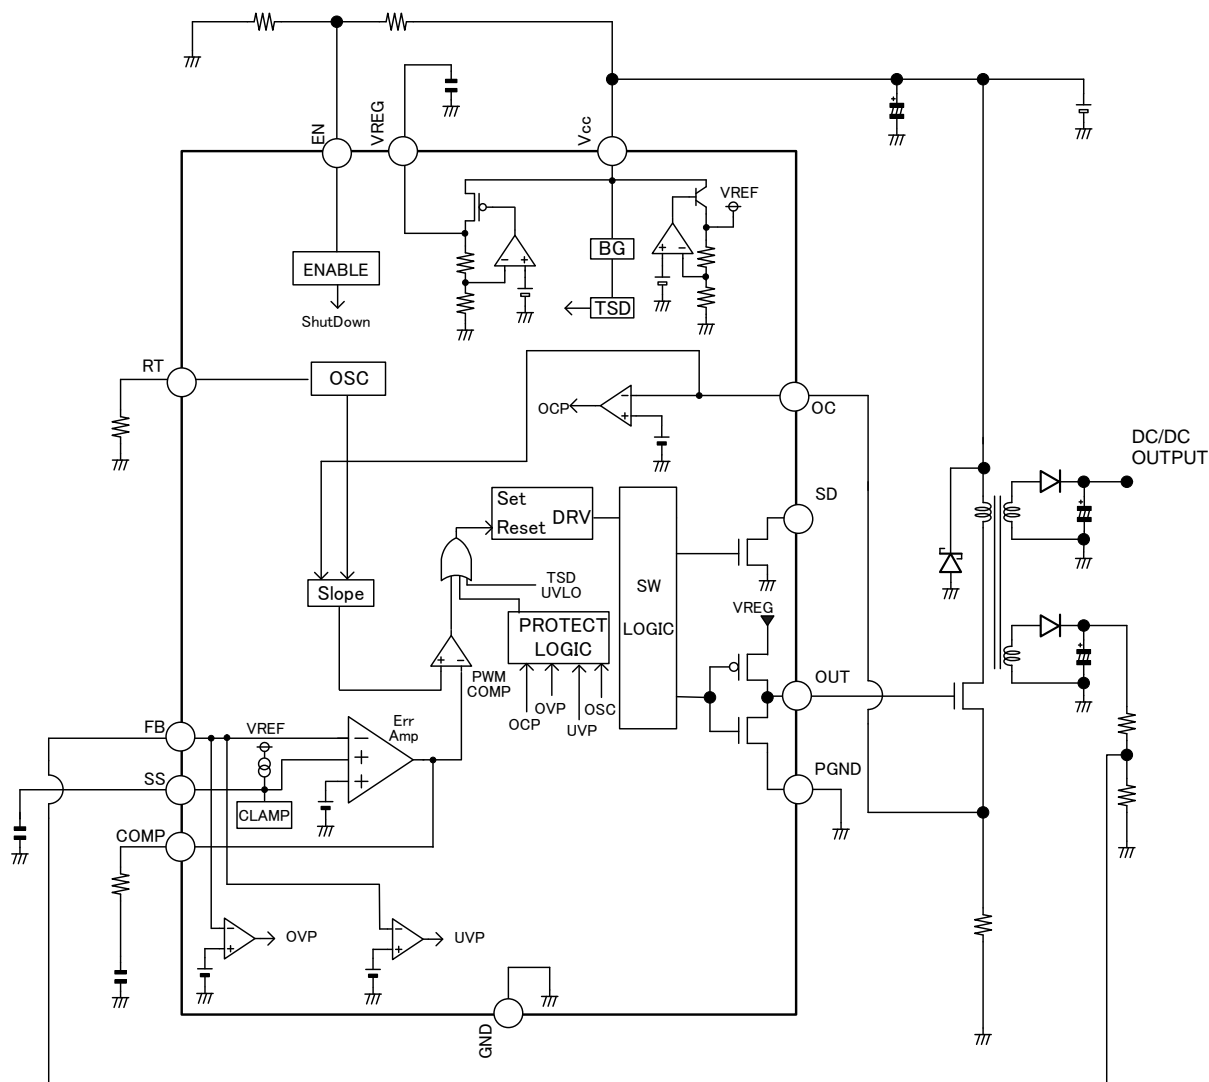 EN
VREG
Vcc
VREF
BG
ENABLE
TSD
ShutDown
RT
OSC
OCP
OC
DC/DC
OUTPUT
SD
Set
Reset
DRV
TSD
UVLO
Slope
SW
LOGIC
VREG
PROTECT
LOGIC
PWM
COMP
OUT
OCP
OVP
UVP
OSC
FB
VREF
Err
Amp
SS
CLAMP
PGND
COMP
OVP
UVP
GND